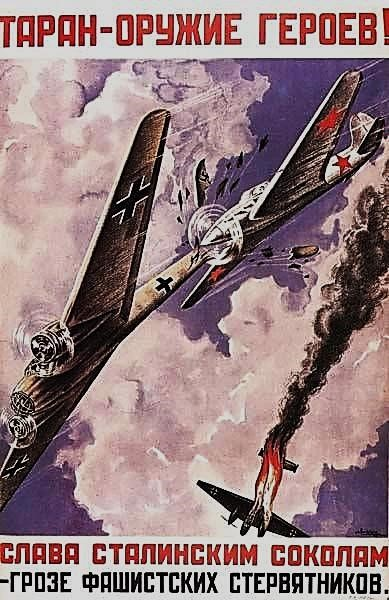 ТАРАН-ОРУЖИЕ ГЕРОЕВ!
СЛАВА СТАЛИНСКИМ СОКОЛАМ
-ГРОЗЕ ФАШИСТСКИХ СТЕРВЯТНИКОВ.